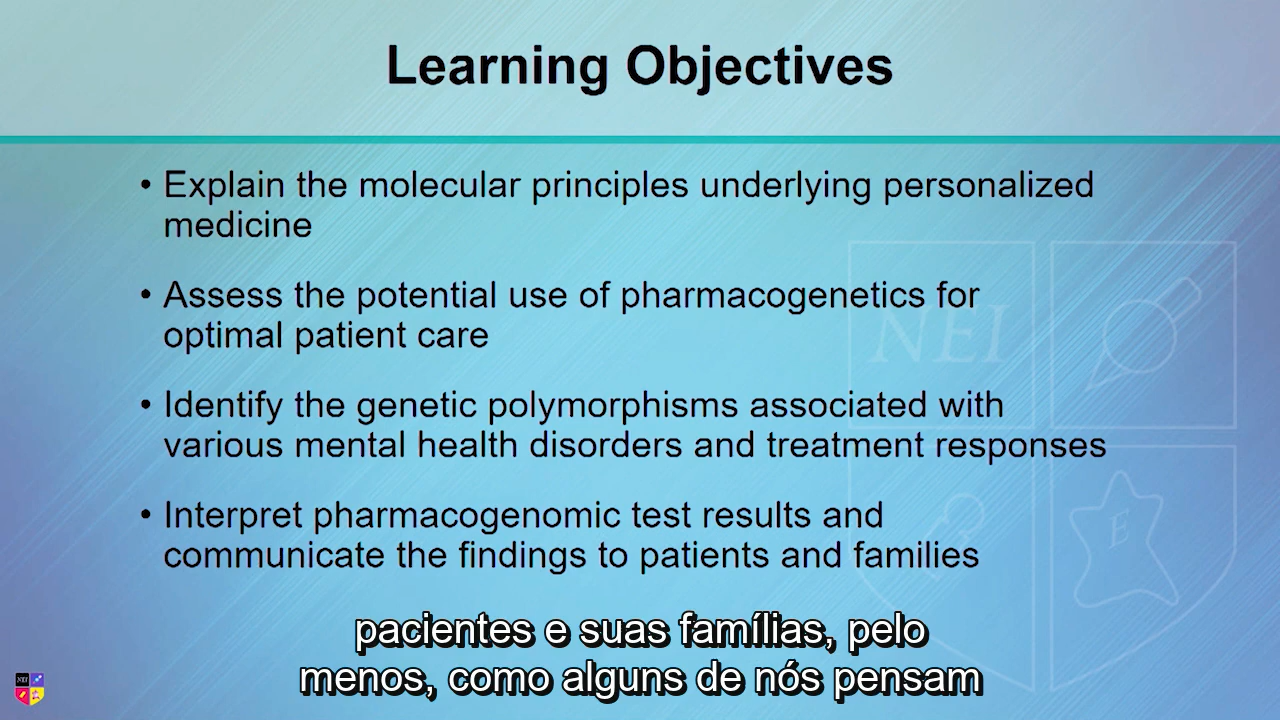 Learning Objectives
• Explain the molecular principles underlying personalized
medicine
• Assess the potential use of pharmacogenetics for
optimal patient care
• Identify the genetic polymorphisms associated with
various mental health disorders and treatment responses
• Interpret pharmacogenomic test results and
communicate the findings to patients and families
NEI
E
pacientes e suas famílias, pelo
menos, como alguns de nós pensam
NEI